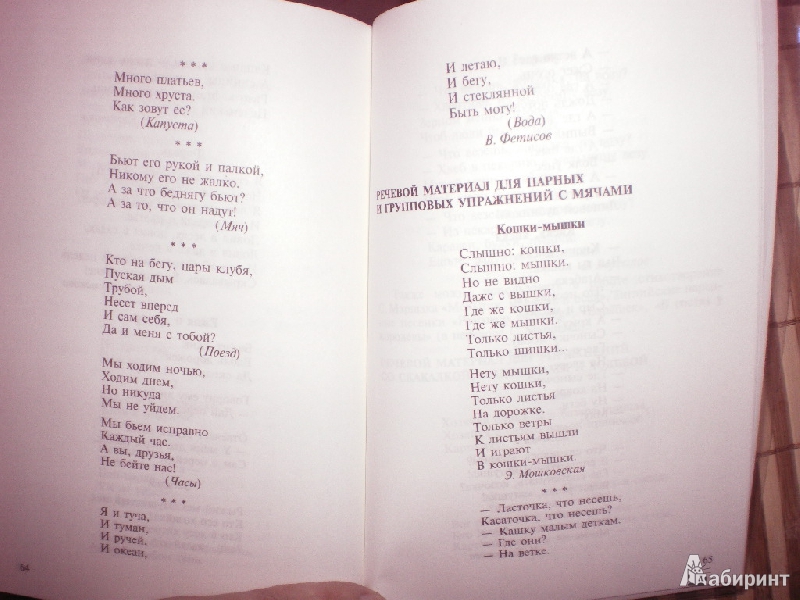 * * *
Много платьев,
Много хруста.
Как зовут ее?
(Капуста)
* * *
Бьют его рукой и палкой,
Никому его не жалко.
А за что беднягу бьют?
А за то, что он надут!
(Мяч)
* * *
Кто на бегу, пары клубя,
Пуская дым
Трубой,
Несет вперед
И сам себя,
Да и меня с тобой?
(Поезд)
Мы ходим ночью,
Ходим днем,
Но никуда
Мы не уйдем.
Мы бьем исправно
Каждый час.
А вы, друзья,
Не бейте нас!
(Часы)
* * *
Я и туча,
И туман,
И ручей,
И океан,
64
И летаю,
И бегу,
И стеклянной
Быть могу!
(Вода)
В. Фетисов
РЕЧЕВОЙ МАТЕРИАЛ ДЛЯ ПАРНЫХ
И ГРУППОВЫХ УПРАЖНЕНИЙ С МЯЧАМИ
Кошки-мышки
Слышно: кошки,
Слышно: мышки.
Но не видно
Даже с вышки,
Где же кошки,
Где же мышки.
Только листья,
Только шишки...
Нету мышки,
Нету кошки,
Только листья
На дорожке.
Только ветры
К листьям вышли
И играют
В кошки-мышки.
Э. Мошковская
* * *
— Ласточка, что несешь,
Касаточка, что несешь?
— Кашку малым деткам.
— Где они?
— На ветке.
65
Лабиринт